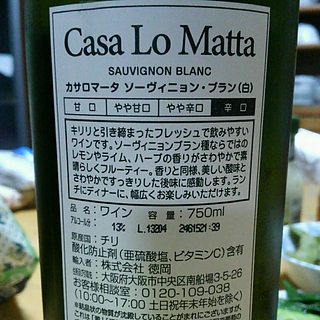 Casa Lo Matta
SAUVIGNON BLANC
カサロマータ ソーヴィニョン・ブラン(白)
甘 口 やや甘口 やや辛口 辛 口
キリリと引き締まったフレッシュで飲みやすい
ワインです。ソーヴィニョンブラン種ならではの
レモンやライム、ハーブの香りがさわやかで素
晴らしくフルーティー。香りと同様、美しい酸味と
さわやかですっきりした後味に感動します。ラン
チにディナーに、幅広くお楽しみいただけます。
品 名:ワイン 容量:750ml
アルコール分: 13% L.13204 2461521:39
原産国:チリ
酸化防止剤(亜硫酸塩、ビタミンC)含有
輸入者:株式会社 徳岡
住所:大阪府大阪市中央区南船場3-5-26
お客様相談室:0120-109-038
(10:00~17:00 土日祝年末年始を除く)